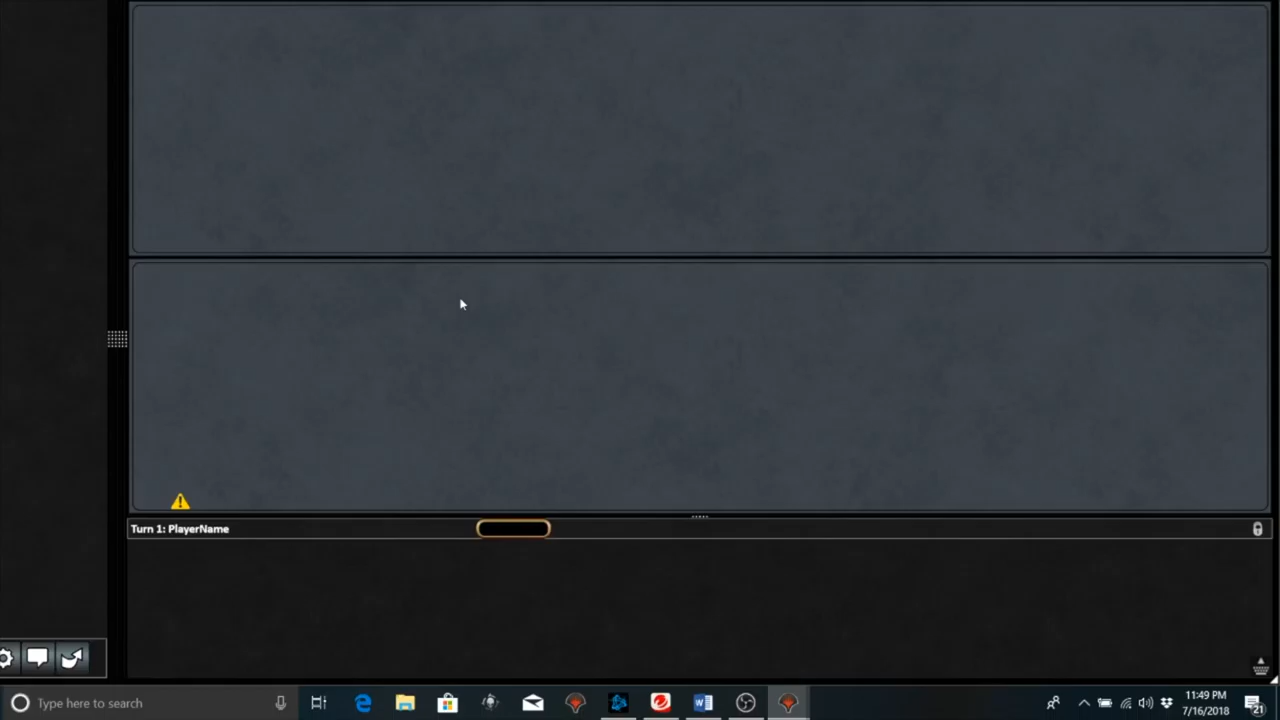 Turn 1: PlayerName
Type here to search
11:49 PM
7/16/2018
21